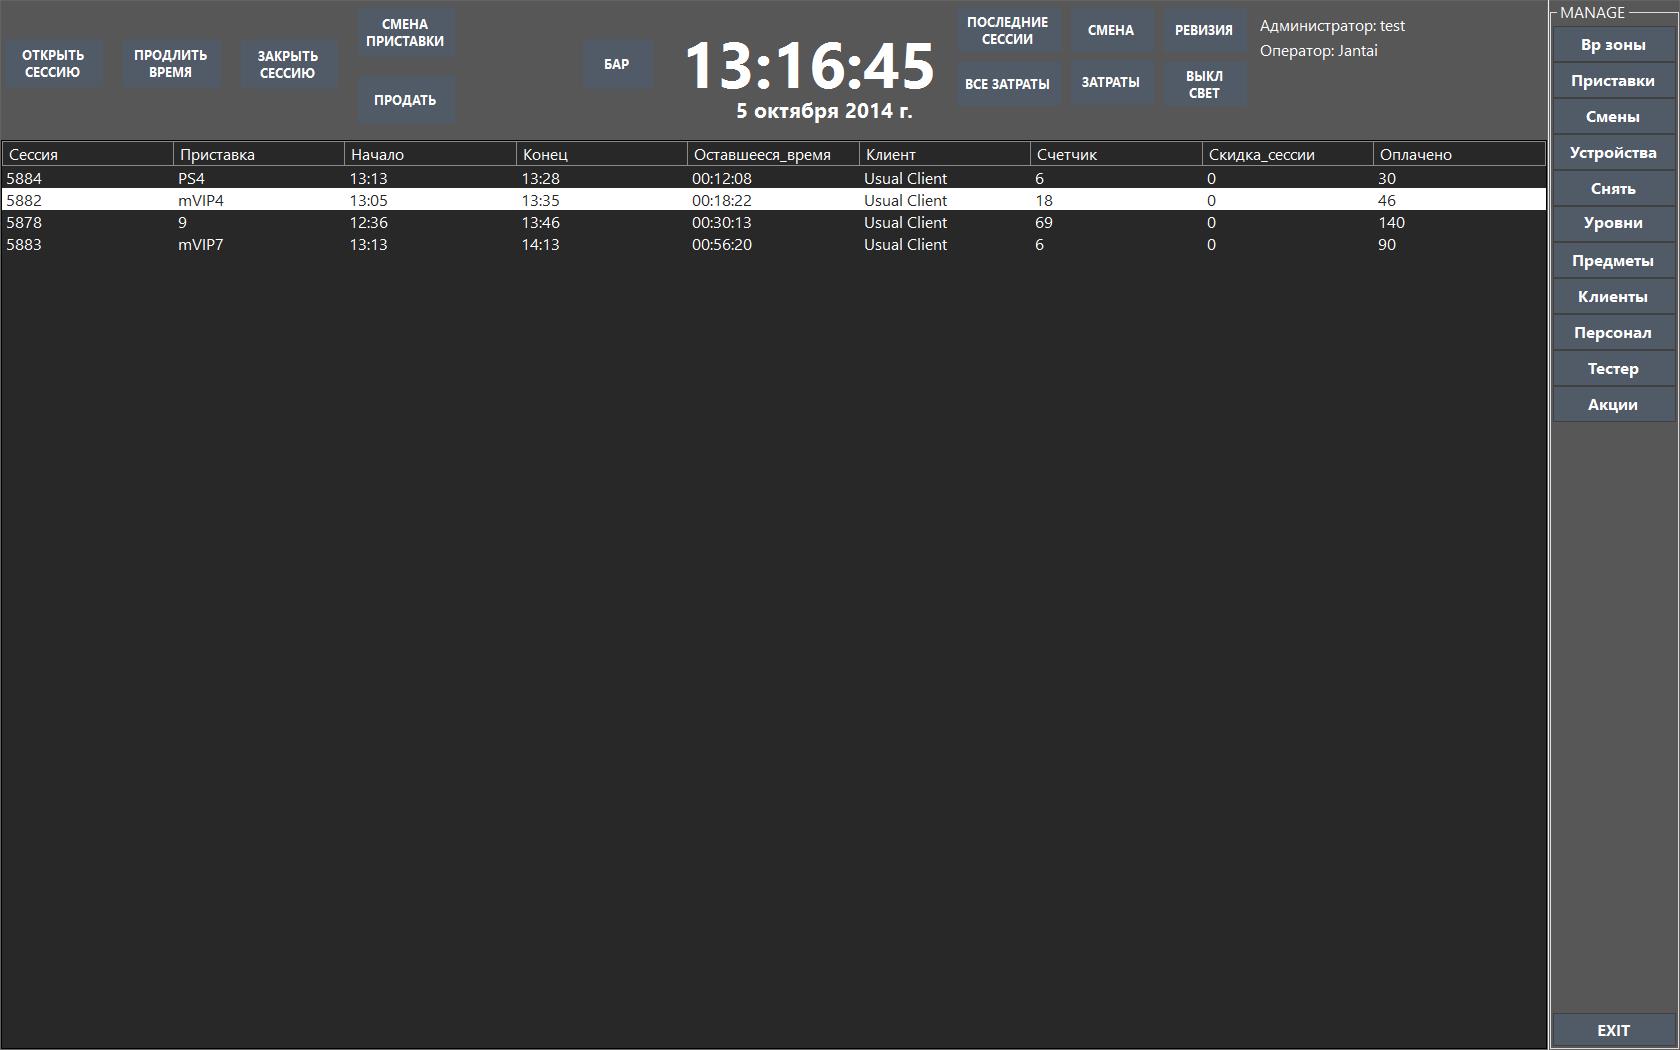 ОТКРЫТЬ
СЕССИЮ
ПРОДЛИТЬ
ВРЕМЯ
ЗАКРЫТЬ
СЕССИЮ
СМЕНА
ПРИСТАВКИ
ПРОДАТЬ
БАР
13:16:45
5 октября 2014 г.
ПОСЛЕДНИЕ
СЕССИИ
СМЕНА
РЕВИЗИЯ
ВСЕ ЗАТРАТЫ
ЗАТРАТЫ
ВЫКЛ
СВЕТ
Администратор: test
Оператор: Jantai
Сессия Приставка Начало Конец Оставшееся_время Клиент Счетчик Скидка_сессии Оплачено
5884 PS4 13:13 13:28 00:12:08 Usual Client 6 0 30
5882 mVIP4 13:05 13:35 00:18:22 Usual Client 18 0 46
5878 9 12:36 13:46 00:30:13 Usual Client 69 0 140
5883 mVIP7 13:13 14:13 00:56:20 Usual Client 6 0 90
MANAGE
Вр зоны
Приставки
Смены
Устройства
Снять
Уровни
Предметы
Клиенты
Персонал
Тестер
Акции
EXIT